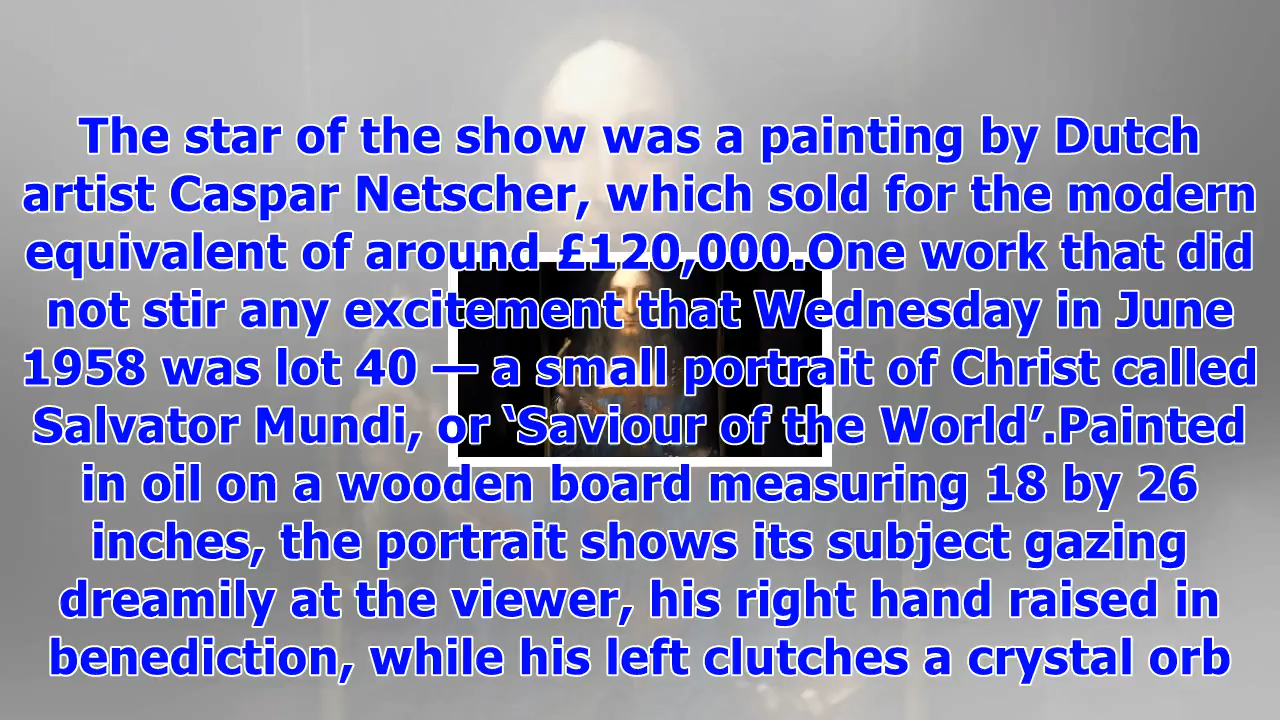 The star of the show was a painting by Dutch
artist Caspar Netscher, which sold for the modern
equivalent of around £120,000.One work that did
not stir any excitement that Wednesday in June
1958 was lot 40 — a small portrait of Christ called
Salvator Mundi, or ‘Saviour of the World’.Painted
in oil on a wooden board measuring 18 by 26
inches, the portrait shows its subject gazing
dreamily at the viewer, his right hand raised in
benediction, while his left clutches a crystal orb